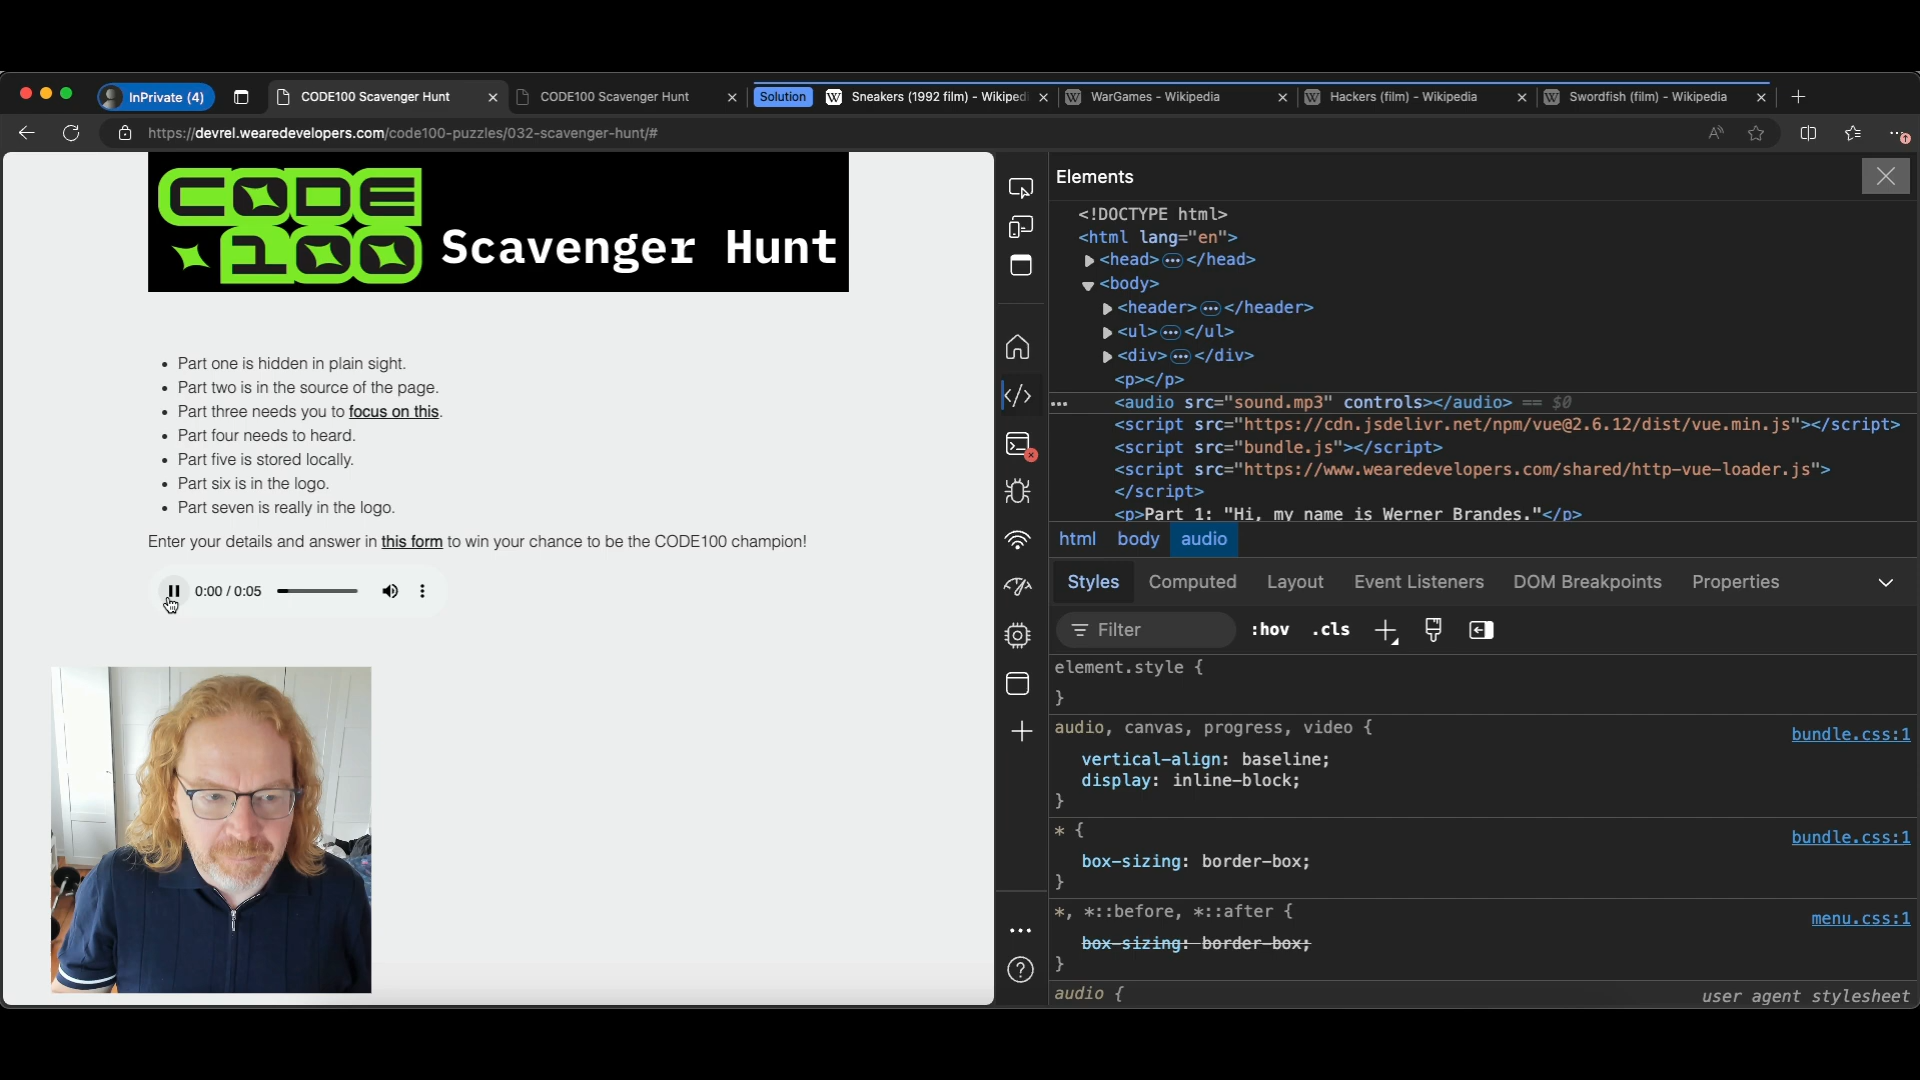 InPrivate (4)
CODE100 Scavenger Hunt
CODE100 Scavenger Hunt
Solution
Sneakers (1992 film) - Wikiped
WarGames - Wikipedia
Hackers (film) - Wikipedia
Swordfish (film) - Wikipedia
https://devrel.wearedevelopers.com/code100-puzzles/032-scavenger-hunt/#
CODE
100 Scavenger Hunt
• Part one is hidden in plain sight.
• Part two is in the source of the page.
• Part three needs you to focus on this.
• Part four needs to heard.
• Part five is stored locally.
• Part six is in the logo.
• Part seven is really in the logo.
Enter your details and answer in this form to win your chance to be the CODE100 champion!
0:00 / 0:05
Elements
<!DOCTYPE html>
<html lang="en">
<head> ••• </head>
<body>
<header> ••• </header>
<ul> ••• </ul>
<div> ••• </div>
<p></p>
••• <audio src="sound.mp3" controls></audio> == $0
<script src="https://cdn.jsdelivr.net/npm/vue@2.6.12/dist/vue.min.js"></script>
<script src="bundle.js"></script>
<script src="https://www.wearedevelopers.com/shared/http-vue-loader.js">
</script>
<p>Part 1: "Hi, my name is Werner Brandes."</p>
html body audio
Styles Computed Layout Event Listeners DOM Breakpoints Properties
Filter :hov .cls
element.style {
}
audio, canvas, progress, video { bundle.css:1
vertical-align: baseline;
display: inline-block;
}
* { bundle.css:1
box-sizing: border-box;
}
*, *::before, *::after { menu.css:1
box-sizing: border-box;
}
audio { user agent stylesheet